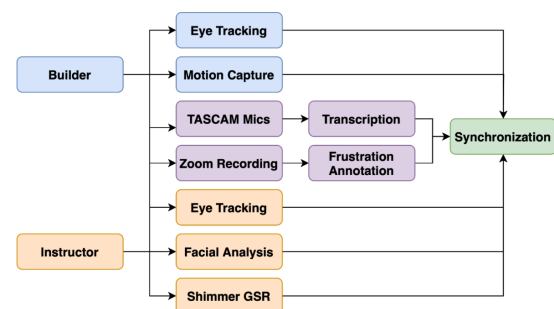 Eye Tracking
Builder
Motion Capture
TASCAM Mics
Transcription
Synchronization
Zoom Recording
Frustration
Annotation
Eye Tracking
Instructor
Facial Analysis
Shimmer GSR